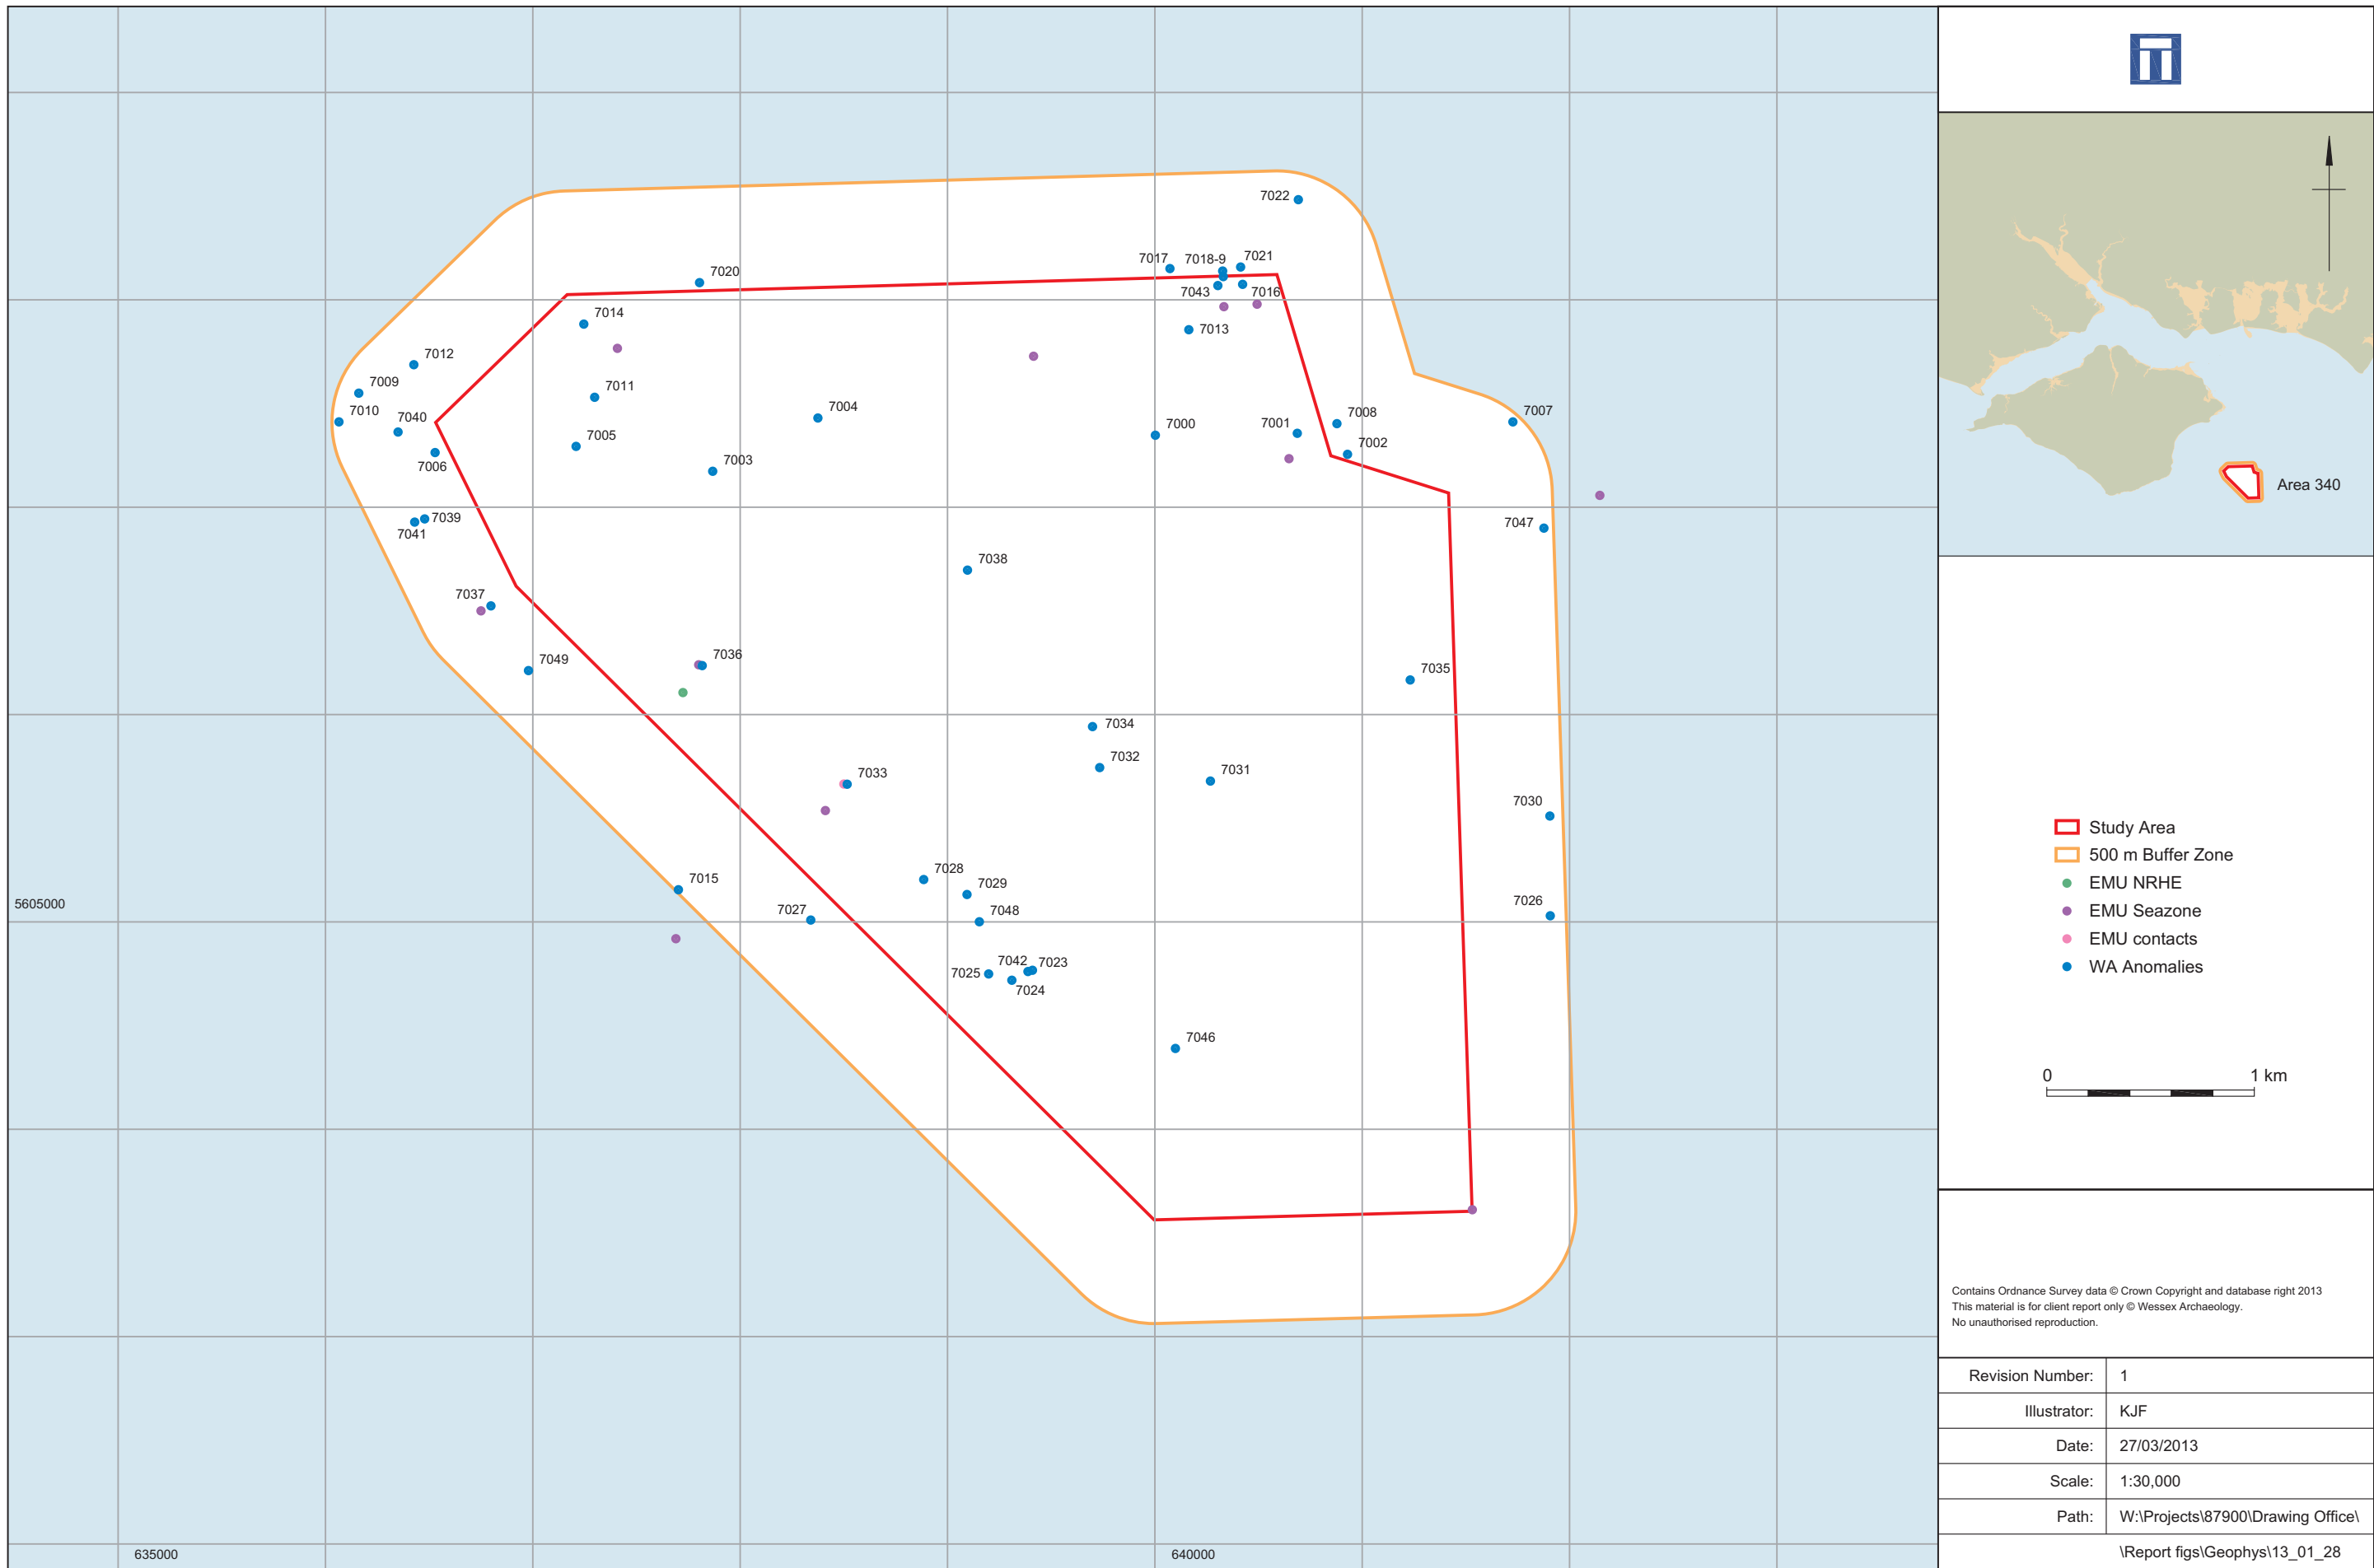 7022
7017
7018-9
7021
7020
7043
7016
7014
7013
7012
7009
7011
7010
7040
7004
7008
7007
7000
7001
7005
7002
7006
7003
7039
7041
7047
7038
7037
7036
7049
7035
7034
7032
7033
7031
7030
7028
7015
7029
7027
7048
7026
5605000
7042
7023
7025
7024
7046
635000
640000
Area 340
Study Area
500 m Buffer Zone
EMU NRHE
EMU Seazone
EMU contacts
WA Anomalies
0 1 km
Contains Ordnance Survey data © Crown Copyright and database right 2013
This material is for client report only © Wessex Archaeology.
No unauthorised reproduction.
Revision Number: 1
Illustrator: KJF
Date: 27/03/2013
Scale: 1:30,000
Path: W:\Projects\87900\Drawing Office\
\Report figs\Geophys\13_01_28